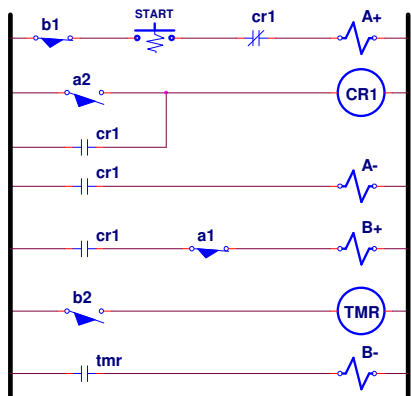 START
b1 cr1 A+
a2 CR1
cr1
cr1 A-
cr1 a1 B+
b2 TMR
tmr B-